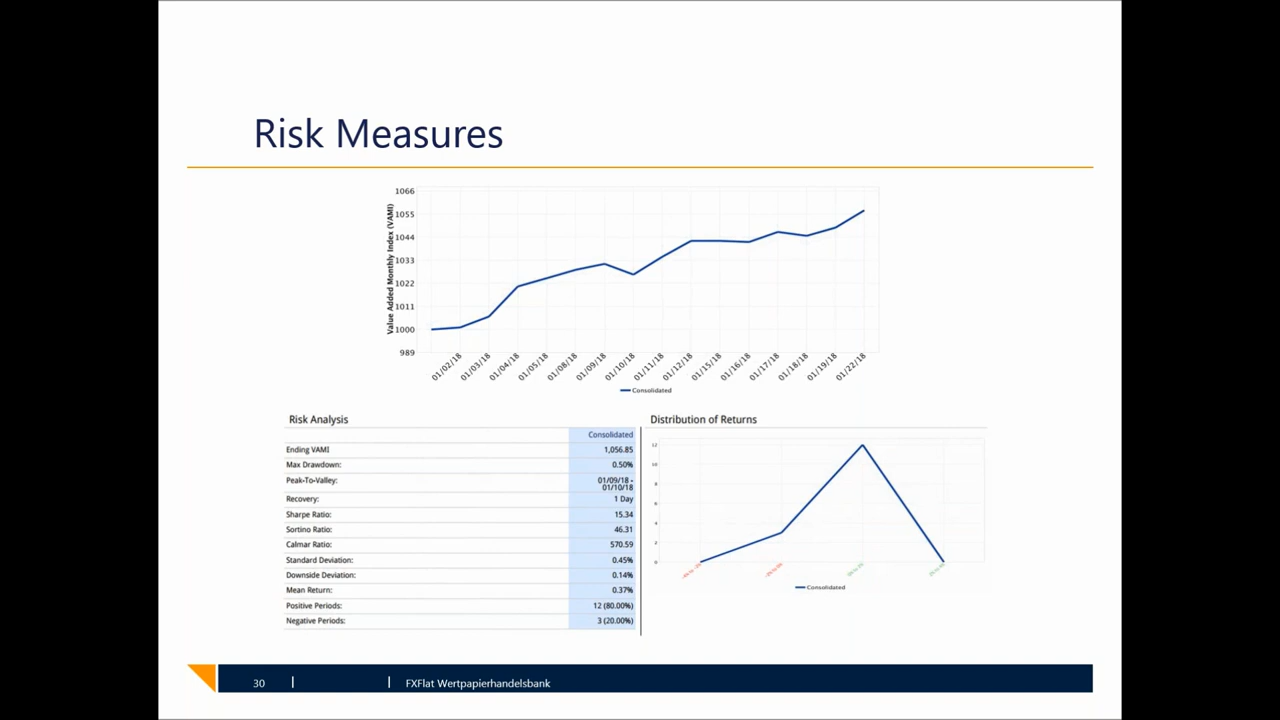 Risk Measures
Value Added Monthly Index (VAMI)
1066
1055
1044
1033
1022
1011
1000
989
01/02/18
01/03/18
01/04/18
01/05/18
01/08/18
01/09/18
01/10/18
01/11/18
01/12/18
01/15/18
01/16/18
01/17/18
01/18/18
01/19/18
01/22/18
Consolidated
Risk Analysis
Consolidated
Ending VAMI 1,056.85
Max Drawdown: 0.50%
Peak-To-Valley: 01/09/18 -
01/10/18
Recovery: 1 Day
Sharpe Ratio: 15.34
Sortino Ratio: 46.31
Calmar Ratio: 570.59
Standard Deviation: 0.45%
Downside Deviation: 0.14%
Mean Return: 0.37%
Positive Periods: 12 (80.00%)
Negative Periods: 3 (20.00%)
Distribution of Returns
12
10
8
6
4
2
0
Consolidated
30 | | FXFlat Wertpapierhandelsbank